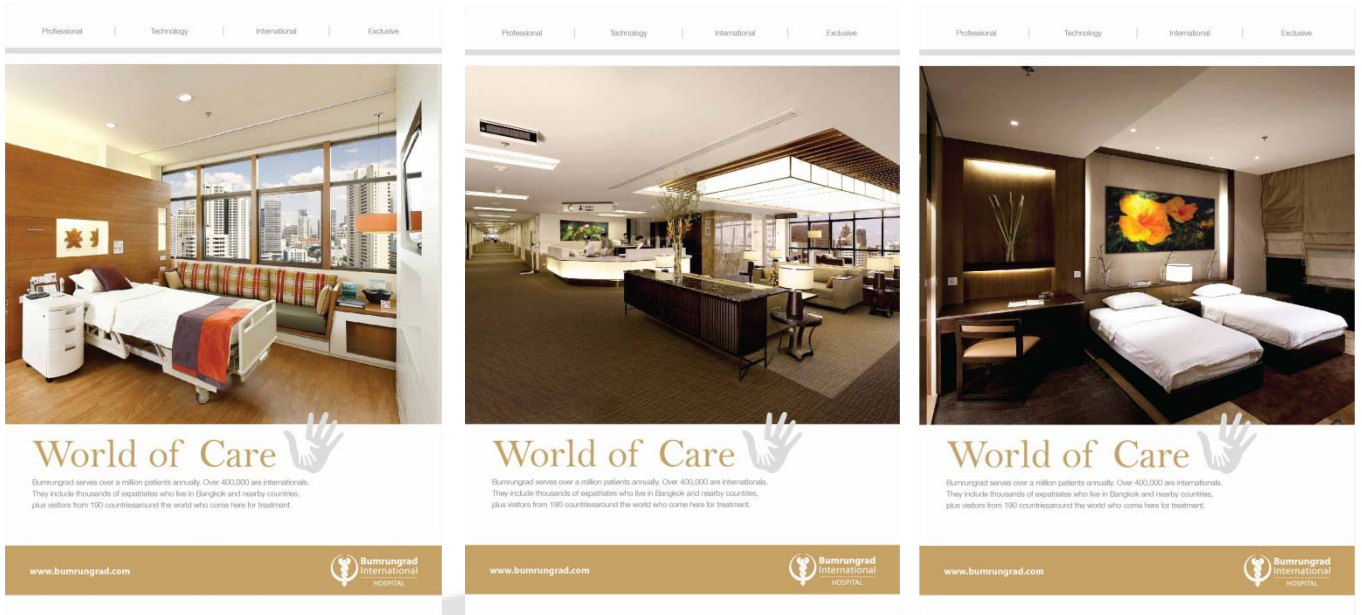 Professional | Technology | International | Exclusive
World of Care
Bumrungrad serves over a million patients annually. Over 400,000 are internationals.
They include thousands of expatriates who live in Bangkok and nearby countries,
plus visitors from 190 countriesaround the world who come here for treatment.
www.bumrungrad.com
Bumrungrad
International
HOSPITAL
Professional | Technology | International | Exclusive
World of Care
Bumrungrad serves over a million patients annually. Over 400,000 are internationals.
They include thousands of expatriates who live in Bangkok and nearby countries,
plus visitors from 190 countriesaround the world who come here for treatment.
www.bumrungrad.com
Bumrungrad
International
HOSPITAL
Professional | Technology | International | Exclusive
World of Care
Bumrungrad serves over a million patients annually. Over 400,000 are internationals.
They include thousands of expatriates who live in Bangkok and nearby countries,
plus visitors from 190 countriesaround the world who come here for treatment.
www.bumrungrad.com
Bumrungrad
International
HOSPITAL